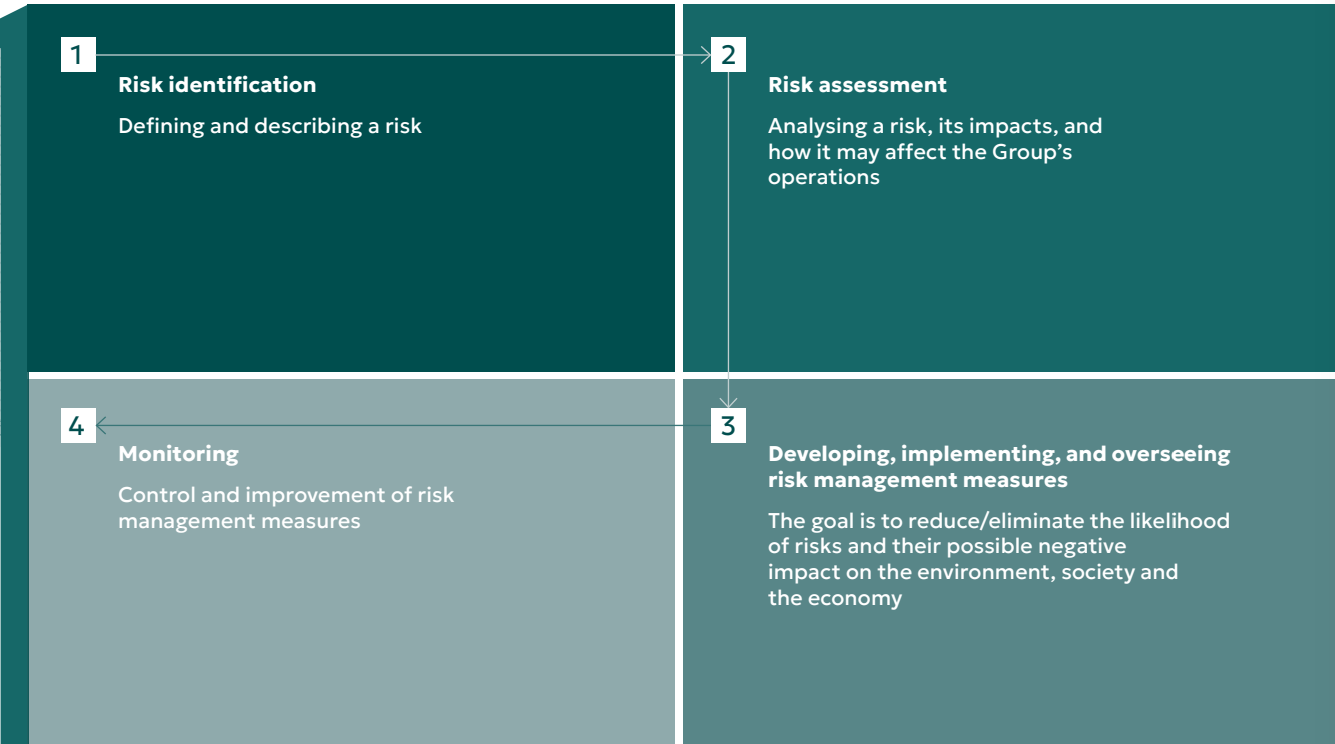 1
Risk identification
Defining and describing a risk
2
Risk assessment
Analysing a risk, its impacts, and
how it may affect the Group’s
operations
3
Developing, implementing, and overseeing
risk management measures
The goal is to reduce/eliminate the likelihood
of risks and their possible negative
impact on the environment, society and
the economy
4
Monitoring
Control and improvement of risk
management measures